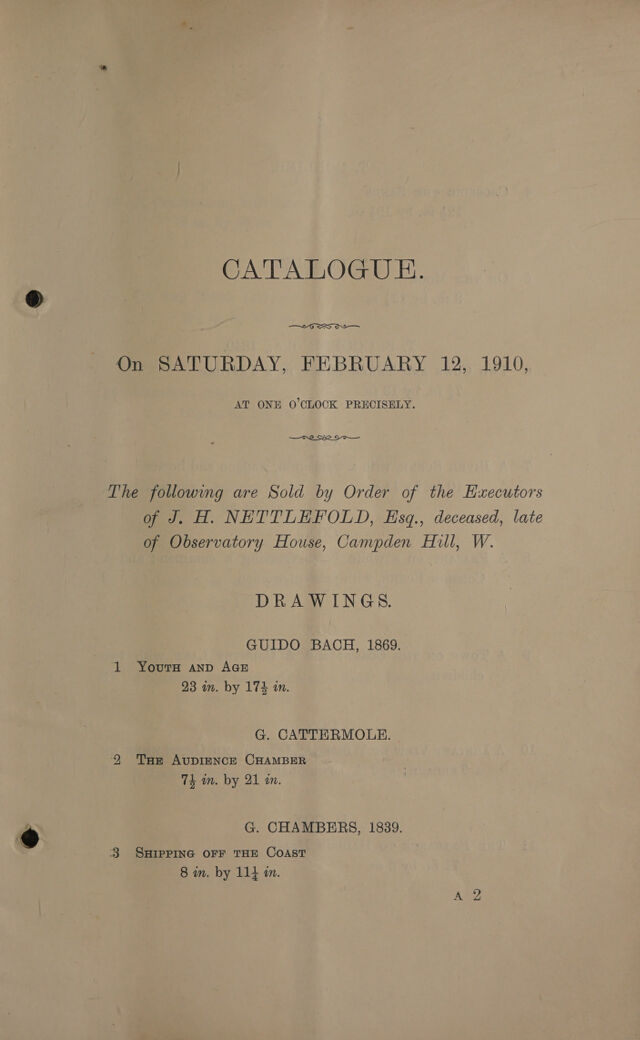 CATALOGUE.
On SATURDAY, FEBRUARY 12, 1910,
AT ONE O'CLOCK PRECISELY.
The following are Sold by Order of the Executors
of J. H. NETTLEFOLD, Esq., deceased, late
of Observatory House, Campden Hill, W.
DRAWINGS.
GUIDO BACH, 1869.
1 Youth and Age
23 in. by 17½ in.
G. CATTERMOLE.
2 The Audience Chamber
7½ in. by 21 in.
G. CHAMBERS, 1839.
3 Shipping off the Coast
8 in. by 11½ in.
A 2